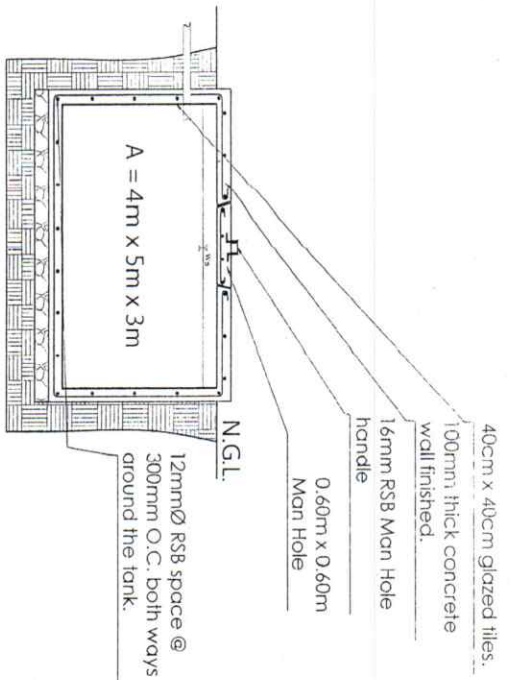 40cm x 40cm glazed tiles.
100mm thick concrete
wall finished.
16mm RSB Man Hole
handle
0.60m x 0.60m
Man Hole
N.G.L.
12mmØ RSB space @
300mm O.C. both ways
around the tank.
A = 4m x 5m x 3m